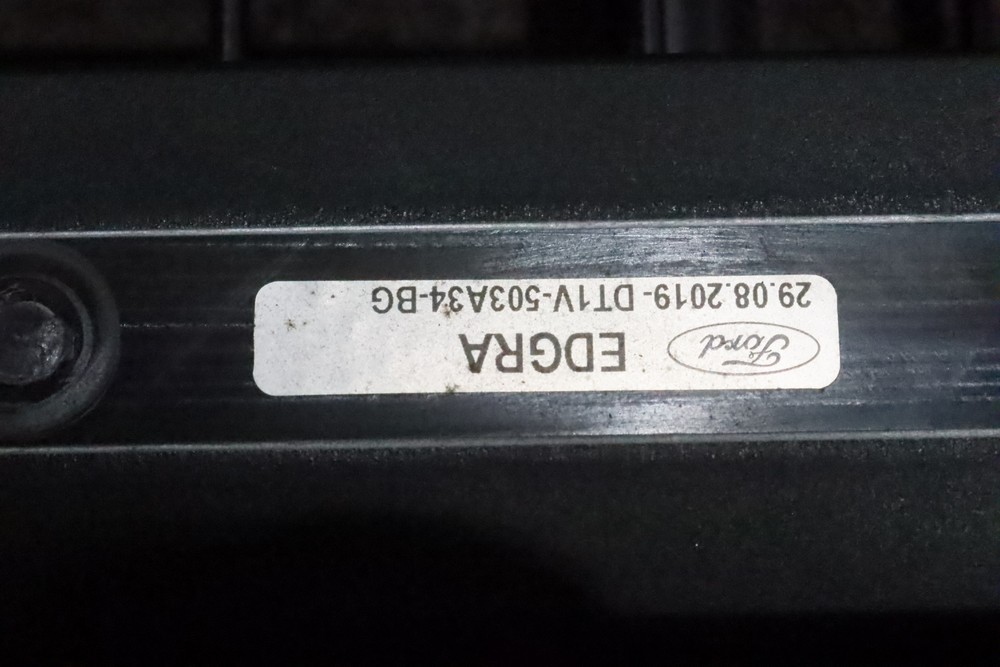 Ford EDGRA
29.08.2019- DT1V-503A34-BG